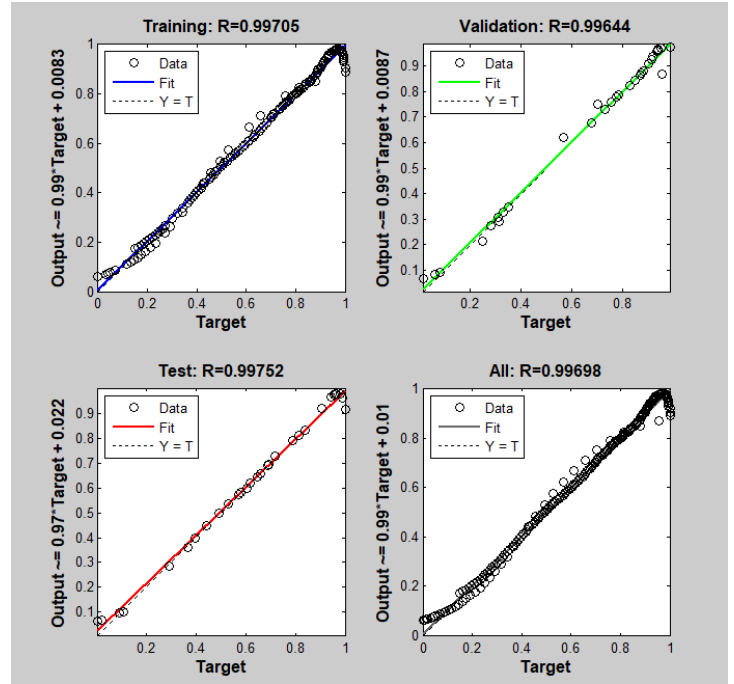 Training: R=0.99705
Output ~= 0.99*Target + 0.0083
1
0.8
0.6
0.4
0.2
0
Data
Fit
Y = T
0 0.2 0.4 0.6 0.8 1
Target
Validation: R=0.99644
Output ~= 0.99*Target + 0.0087
0.9
0.8
0.7
0.6
0.5
0.4
0.3
0.2
0.1
Data
Fit
Y = T
0.2 0.4 0.6 0.8
Target
Test: R=0.99752
Output ~= 0.97*Target + 0.022
0.9
0.8
0.7
0.6
0.5
0.4
0.3
0.2
0.1
Data
Fit
Y = T
0.2 0.4 0.6 0.8 1
Target
All: R=0.99698
Output ~= 0.99*Target + 0.01
1
0.8
0.6
0.4
0.2
0
Data
Fit
Y = T
0 0.2 0.4 0.6 0.8 1
Target